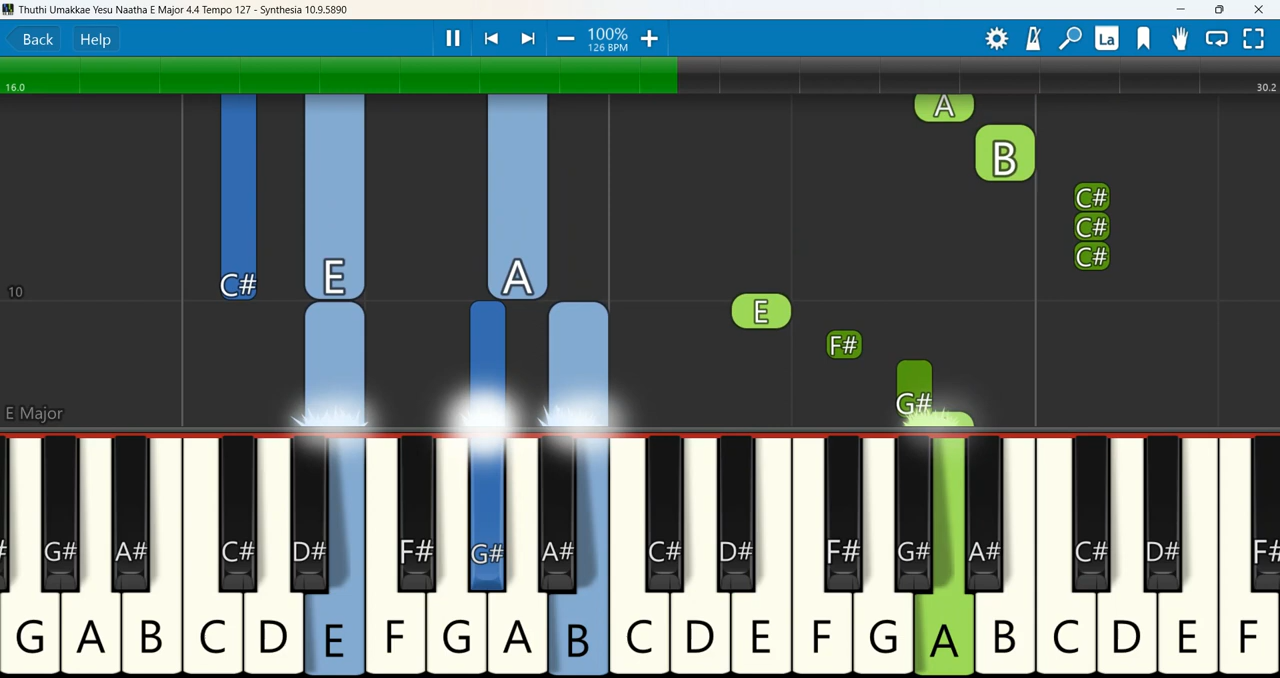 Thuthi Umakkae Yesu Naatha E Major 4.4 Tempo 127 - Synthesia 10.9.5890
Back Help 100% La
126 BPM
16.0 30.2
A
B
C#
C#
C#
C# E A
10
E
F#
G#
E Major
G# A# C# D# F# G# A# C# D# F# G# A# C# D# F#
G A B C D E F G A B C D E F G A B C D E F